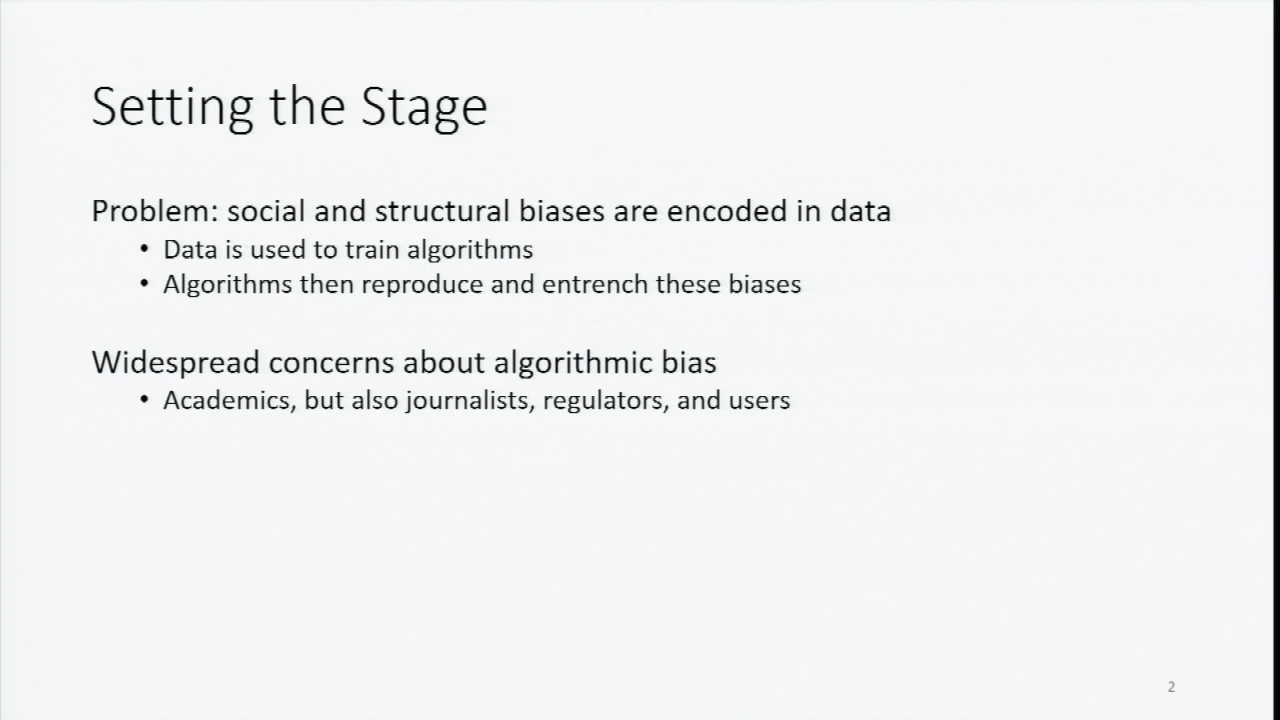 Setting the Stage
Problem: social and structural biases are encoded in data
• Data is used to train algorithms
• Algorithms then reproduce and entrench these biases
Widespread concerns about algorithmic bias
• Academics, but also journalists, regulators, and users
2